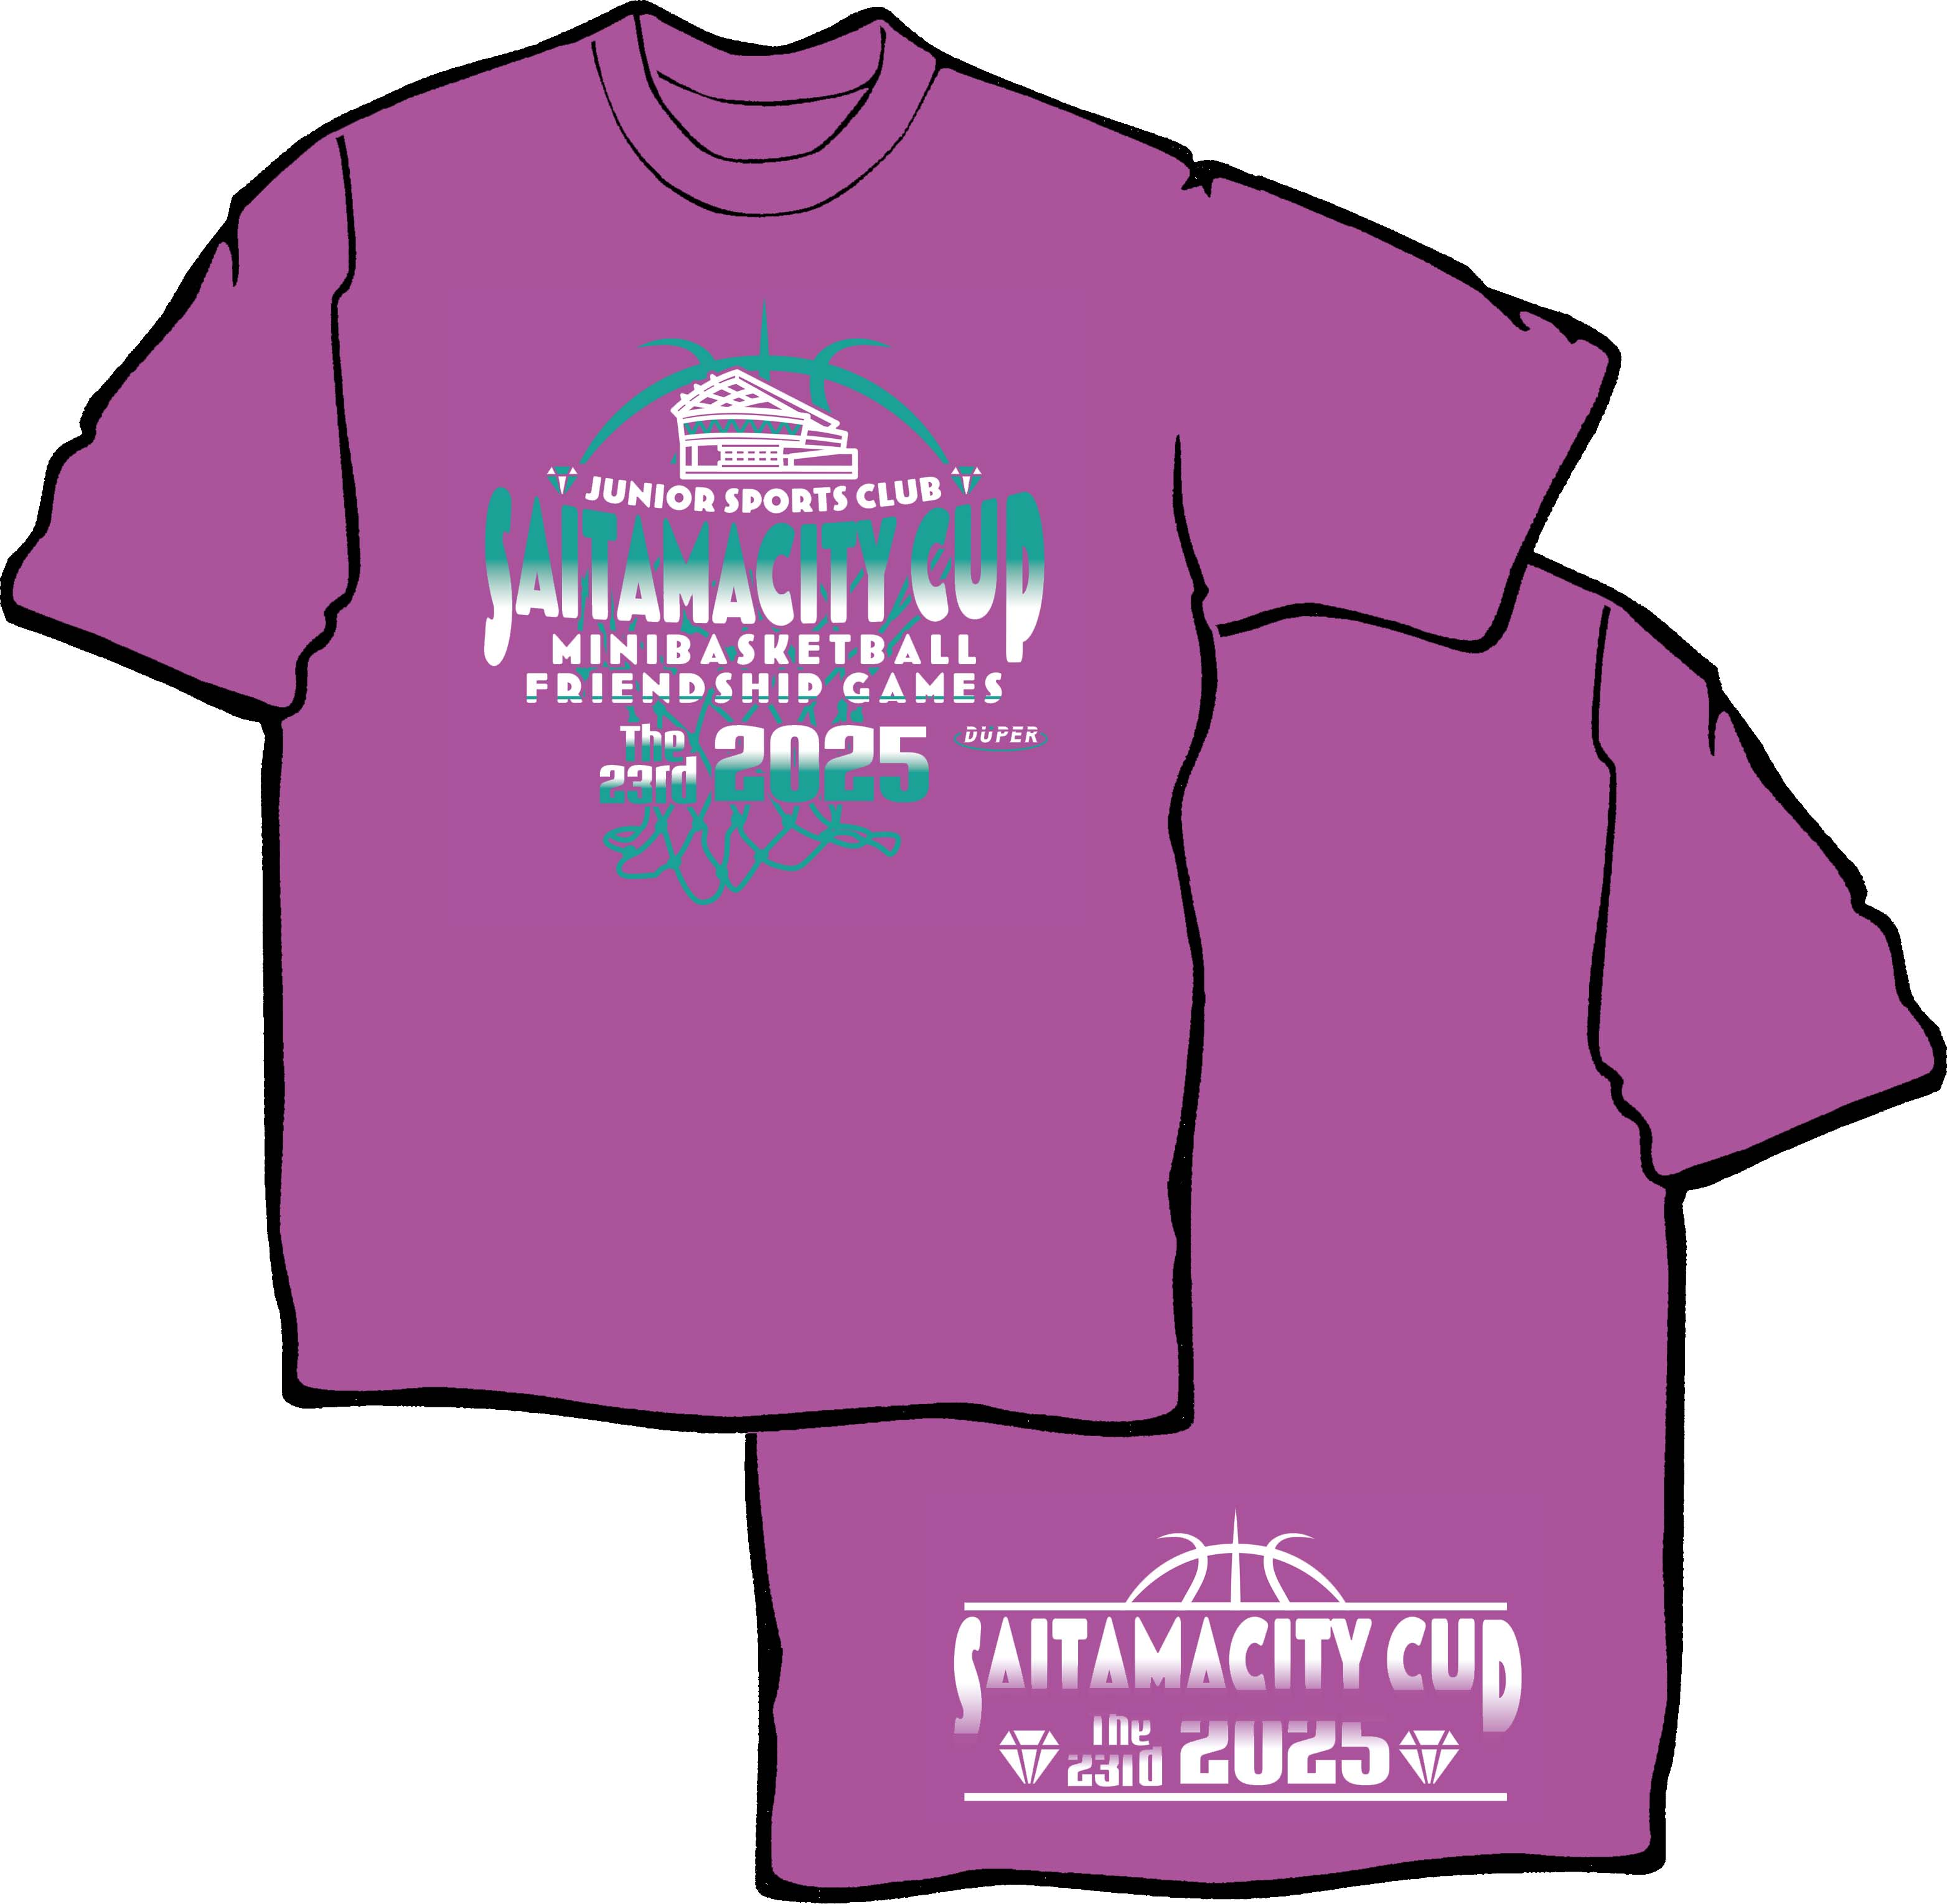 JUNIOR SPORTS CLUB
SAITAMACITY CUP
MINIBASKETBALL
FRIENDSHIP GAMES
The 23rd 2025
DUPER
SAITAMACITY CUP
The 23rd 2025